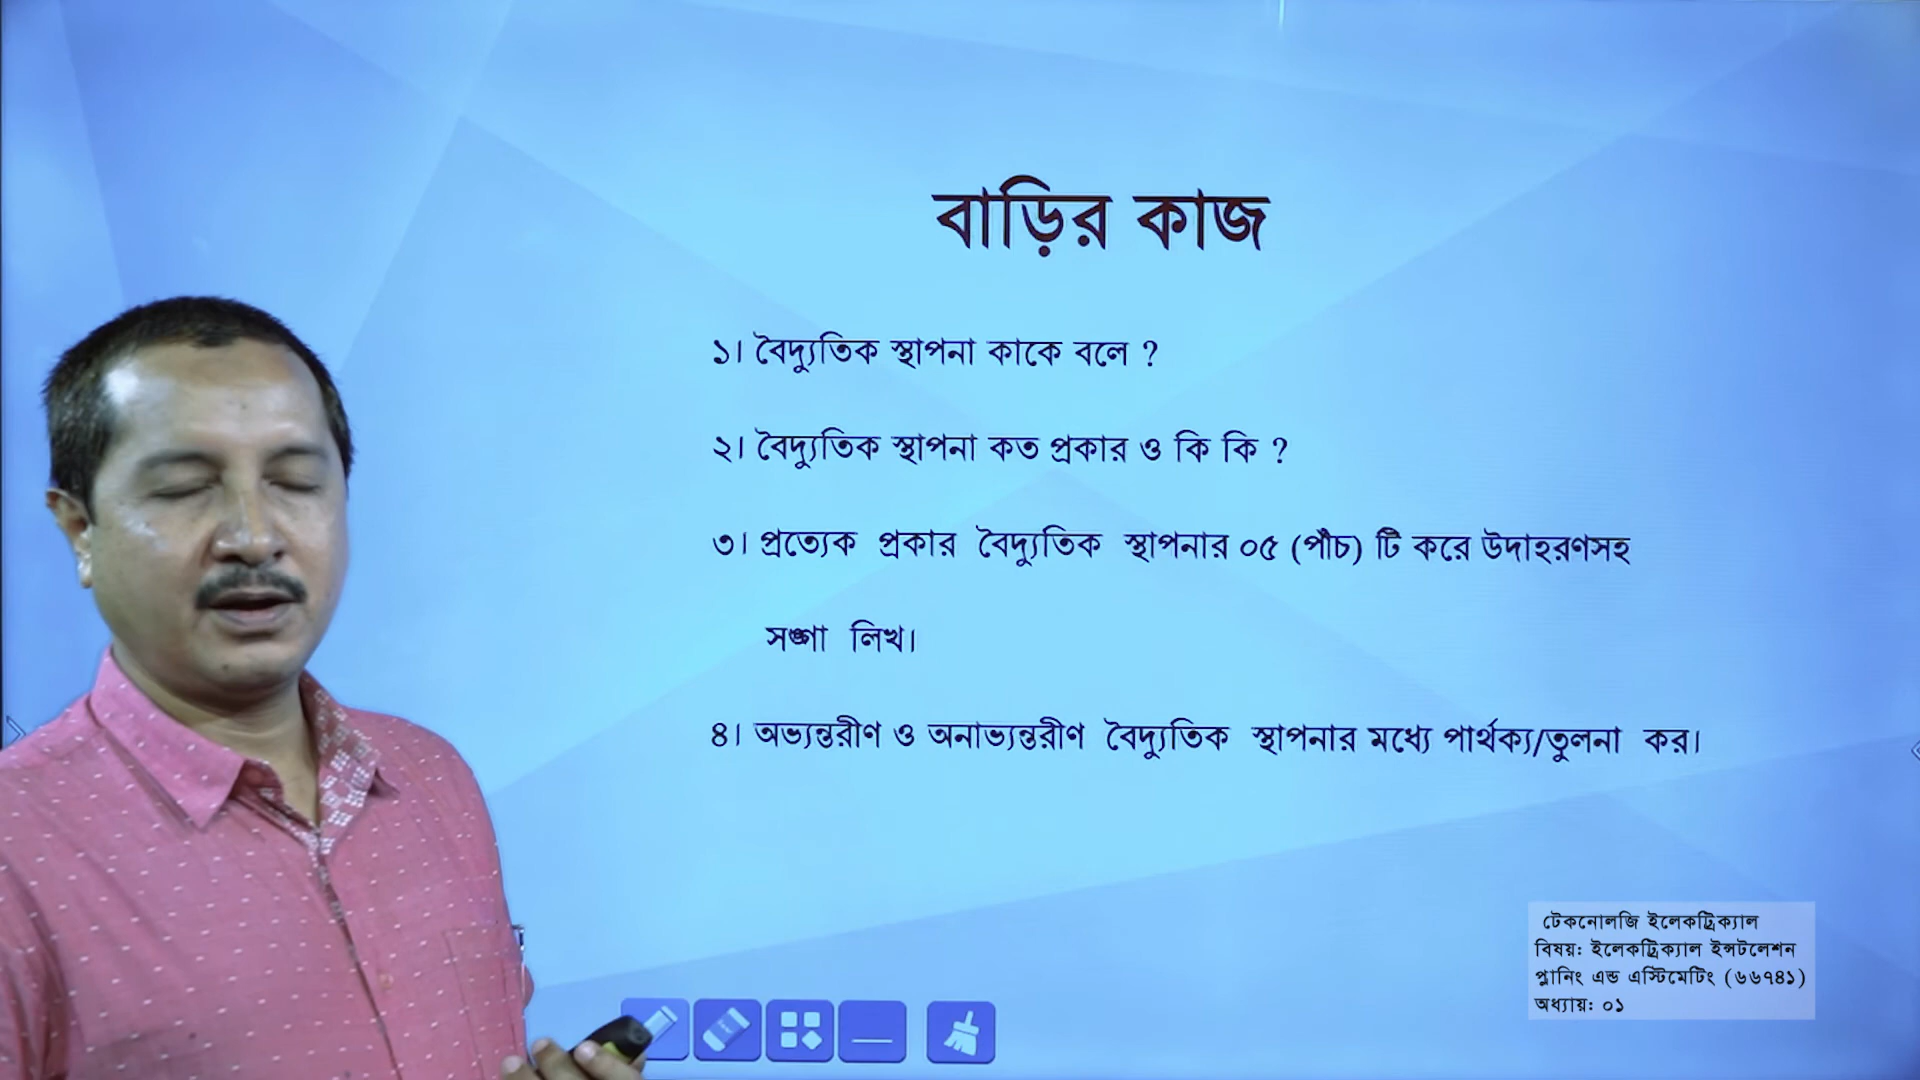 বাড়ির কাজ
১। বৈদ্যুতিক স্থাপনা কাকে বলে ?
২। বৈদ্যুতিক স্থাপনা কত প্রকার ও কি কি ?
৩। প্রত্যেক প্রকার বৈদ্যুতিক স্থাপনার ০৫ (পাঁচ) টি করে উদাহরণসহ
লিখ।
৪। অভ্যন্তরীণ ও অনাভ্যন্তরীণ বৈদ্যুতিক স্থাপনার মধ্যে পার্থক্য/তুলনা কর।
টেকনোলজি ইলেকট্রিক্যাল
বিষয়: ইলেকট্রিক্যাল ইন্সটলেশন
প্লানিং এন্ড এস্টিমেটিং (৬৬৭৪১)
অধ্যায়: ০১